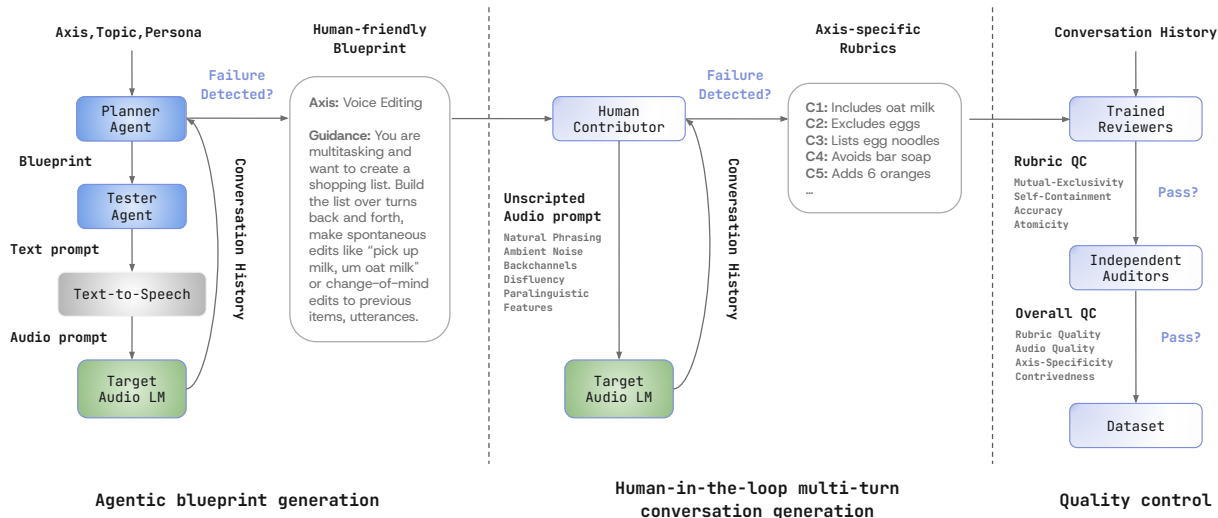 Axis,Topic,Persona
Planner
Agent
Blueprint
Tester
Agent
Text prompt
Text-to-Speech
Audio prompt
Target
Audio LM
Conversation History
Failure
Detected?
Human-friendly
Blueprint
Axis: Voice Editing
Guidance: You are
multitasking and
want to create a
shopping list. Build
the list over turns
back and forth,
make spontaneous
edits like “pick up
milk, um oat milk"
or change-of-mind
edits to previous
items, utterances.
Agentic blueprint generation
Human
Contributor
Unscripted
Audio prompt
Natural Phrasing
Ambient Noise
Backchannels
Disfluency
Paralinguistic
Features
Target
Audio LM
Conversation History
Failure
Detected?
Axis-specific
Rubrics
C1: Includes oat milk
C2: Excludes eggs
C3: Lists egg noodles
C4: Avoids bar soap
C5: Adds 6 oranges
…
Human-in-the-loop multi-turn
conversation generation
Conversation History
Trained
Reviewers
Rubric QC
Mutual-Exclusivity
Self-Containment
Accuracy
Atomicity
Pass?
Independent
Auditors
Overall QC
Rubric Quality
Audio Quality
Axis-Specificity
Contrivedness
Pass?
Dataset
Quality control